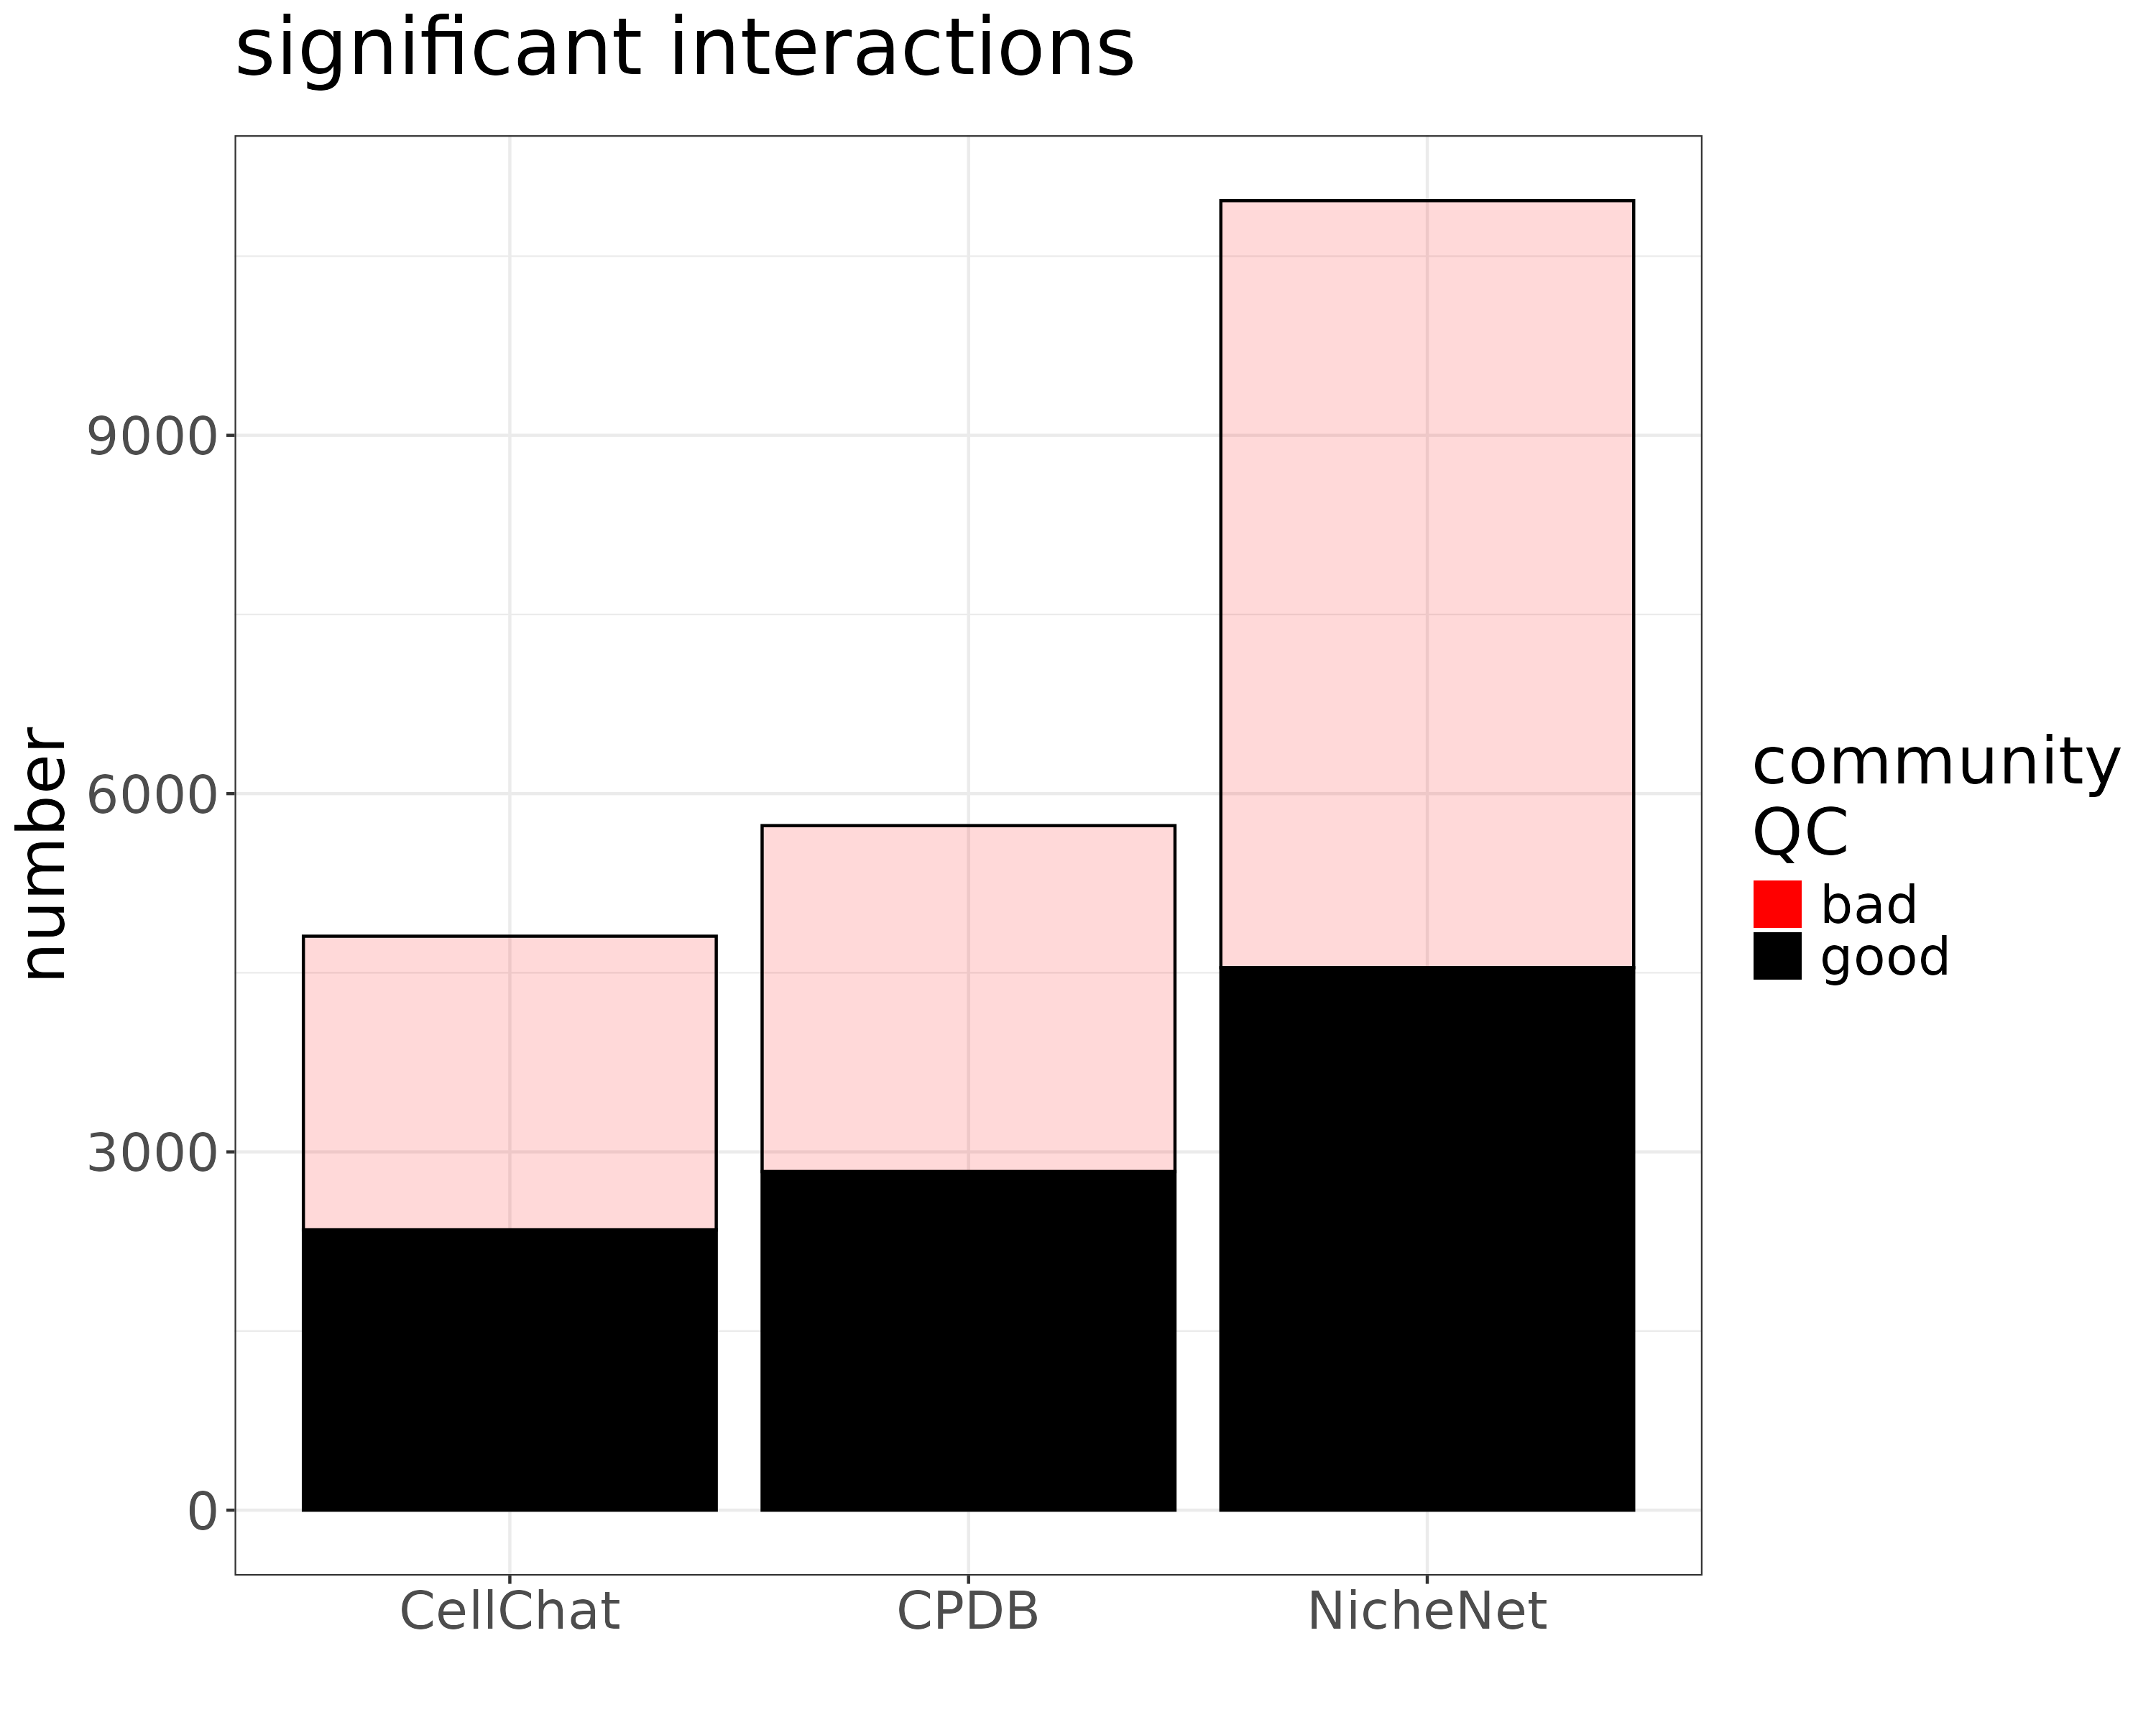 significant interactions
number
9000
6000
3000
0
CellChat
CPDB
NicheNet
community
QC
bad
good